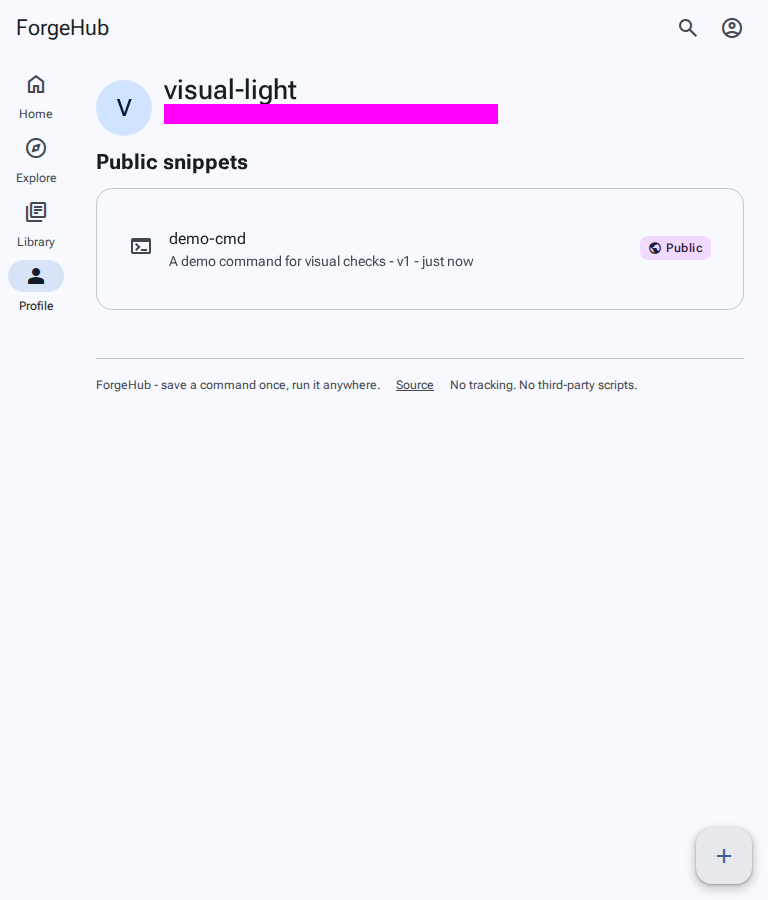 ForgeHub
Home
Explore
Library
Profile
V
visual-light
Public snippets
demo-cmd
A demo command for visual checks - v1 - just now
Public
ForgeHub - save a command once, run it anywhere. Source No tracking. No third-party scripts.